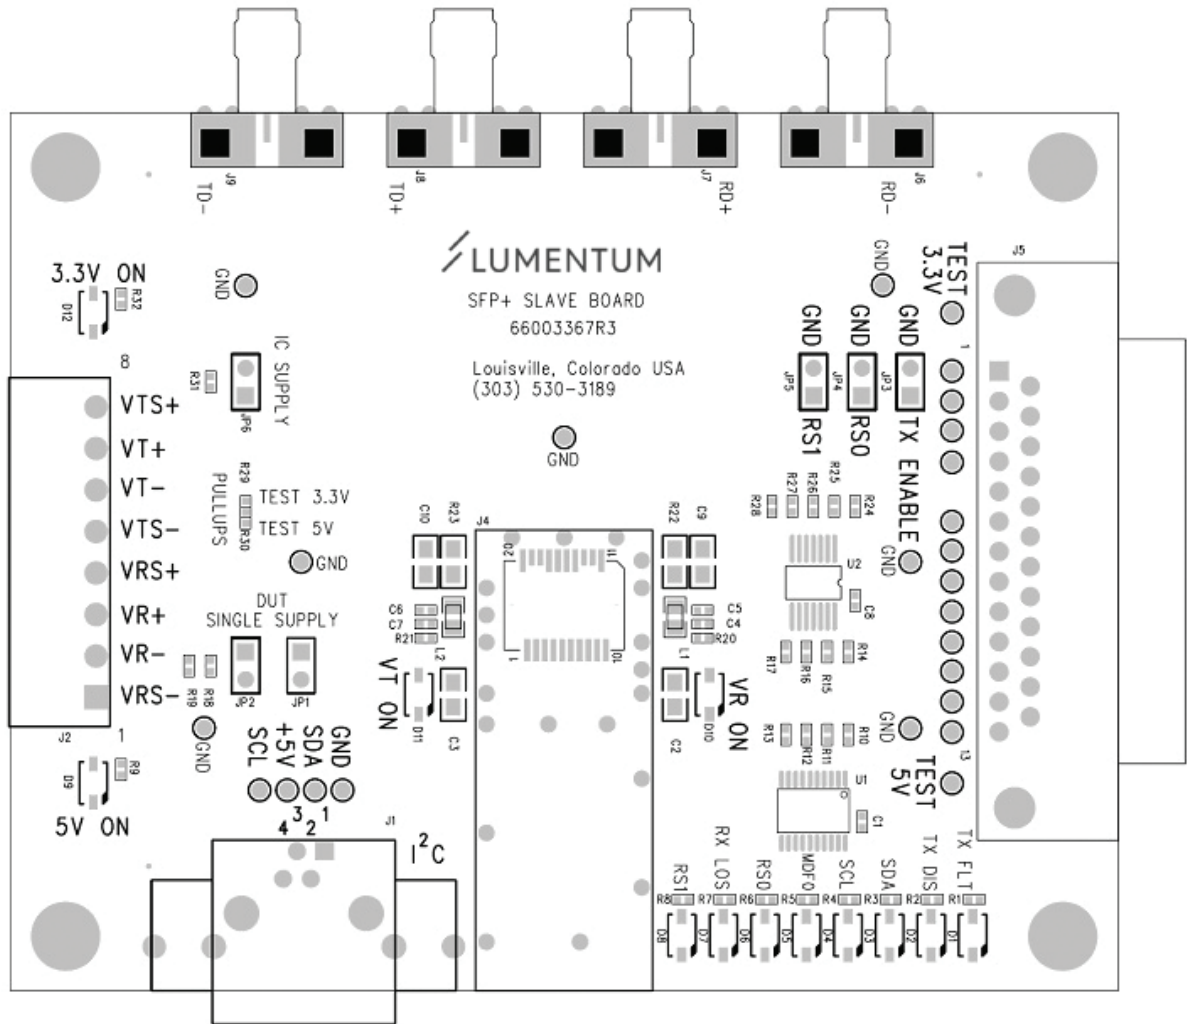 J9
J8
J7
J6
TD-
TD+
RD+
RD-
LUMENTUM
SFP+ SLAVE BOARD
66003367R3
Louisville, Colorado USA
(303) 530-3189
GND
GND
TEST
3.3V
J5
3.3V ON
D12
R32
GND
GND
GND
JP5
JP4
JP3
RS1
RS0
TX ENABLE
1
8
R31
IC SUPPLY
JP6
GND
VTS+
VT+
VT-
VTS-
VRS+
VR+
VR-
VRS-
J2
1
R29
PULLUPS
TEST 3.3V
TEST 5V
R30
GND
C10
R23
J4
R22
C9
20
11
1
10
R28
R27
R26
R25
R24
U2
C8
GND
DUT
SINGLE SUPPLY
C6
C7
R21
L2
C5
C4
R20
L1
R19
R18
JP2
JP1
R17
R16
R15
R14
VT ON
D11
C3
C2
D10
VR ON
GND
SCL
+5V
SDA
GND
3 1
4 2
R13
R12
R11
R10
GND
13
TEST
5V
U1
C1
D9
R9
5V ON
J1
I²C
RS1
RX LOS
RS0
MDF0
SCL
SDA
TX DIS
TX FLT
R8
R7
R6
R5
R4
R3
R2
R1
D8
D7
D6
D5
D4
D3
D2
D1